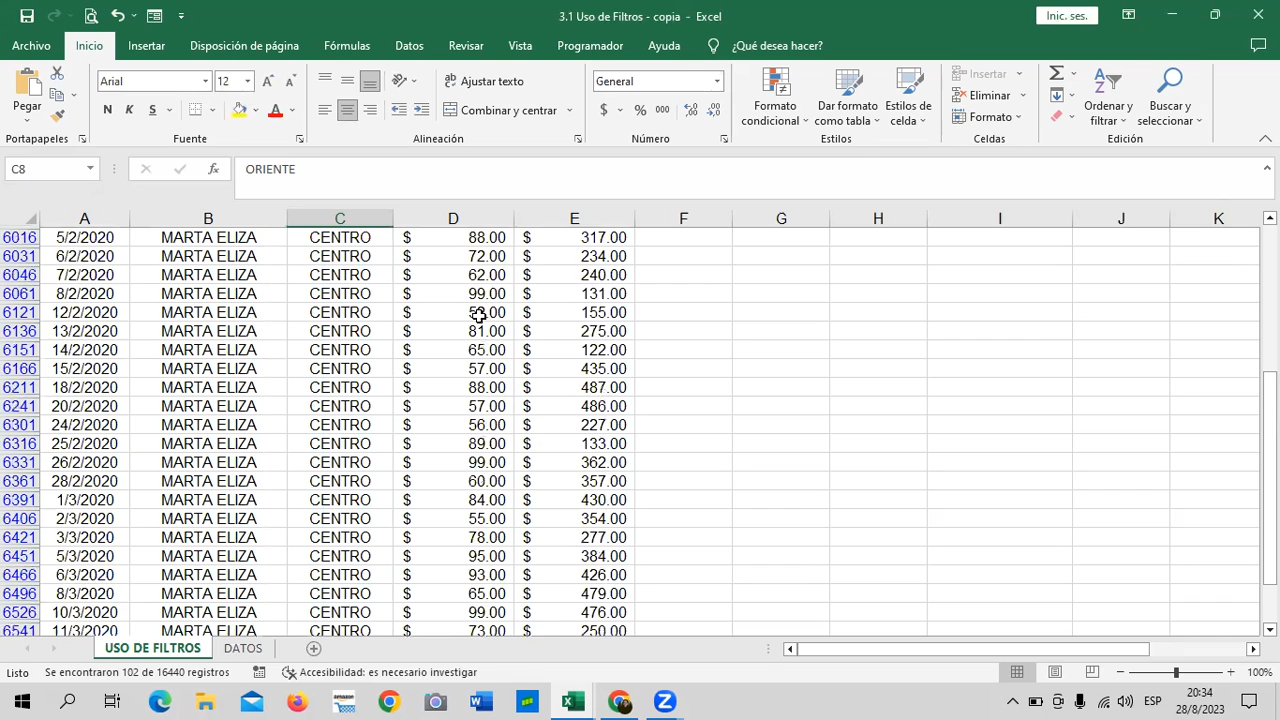 3.1 Uso de Filtros - copia - Excel
Inic. ses.
Archivo Inicio Insertar Disposición de página Fórmulas Datos Revisar Vista Programador Ayuda ¿Qué desea hacer?
Pegar
Portapapeles
Arial 12
N K S
Fuente
Ajustar texto
Combinar y centrar
Alineación
General
$ % 000
Número
Formato condicional
Dar formato como tabla
Estilos de celda
Estilos
Insertar
Eliminar
Formato
Celdas
Ordenar y filtrar
Buscar y seleccionar
Edición
C8 fx ORIENTE
A B C D E F G H I J K
6016 5/2/2020 MARTA ELIZA CENTRO $ 88.00 $ 317.00
6031 6/2/2020 MARTA ELIZA CENTRO $ 72.00 $ 234.00
6046 7/2/2020 MARTA ELIZA CENTRO $ 62.00 $ 240.00
6061 8/2/2020 MARTA ELIZA CENTRO $ 99.00 $ 131.00
6121 12/2/2020 MARTA ELIZA CENTRO $ $ 155.00
6136 13/2/2020 MARTA ELIZA CENTRO $ 81.00 $ 275.00
6151 14/2/2020 MARTA ELIZA CENTRO $ 65.00 $ 122.00
6166 15/2/2020 MARTA ELIZA CENTRO $ 57.00 $ 435.00
6211 18/2/2020 MARTA ELIZA CENTRO $ 88.00 $ 487.00
6241 20/2/2020 MARTA ELIZA CENTRO $ 57.00 $ 486.00
6301 24/2/2020 MARTA ELIZA CENTRO $ 56.00 $ 227.00
6316 25/2/2020 MARTA ELIZA CENTRO $ 89.00 $ 133.00
6331 26/2/2020 MARTA ELIZA CENTRO $ 99.00 $ 362.00
6361 28/2/2020 MARTA ELIZA CENTRO $ 60.00 $ 357.00
6391 1/3/2020 MARTA ELIZA CENTRO $ 84.00 $ 430.00
6406 2/3/2020 MARTA ELIZA CENTRO $ 55.00 $ 354.00
6421 3/3/2020 MARTA ELIZA CENTRO $ 78.00 $ 277.00
6451 5/3/2020 MARTA ELIZA CENTRO $ 95.00 $ 384.00
6466 6/3/2020 MARTA ELIZA CENTRO $ 93.00 $ 426.00
6496 8/3/2020 MARTA ELIZA CENTRO $ 65.00 $ 479.00
6526 10/3/2020 MARTA ELIZA CENTRO $ 99.00 $ 476.00
6541 11/3/2020 MARTA ELIZA CENTRO $ 73.00 $ 250.00
USO DE FILTROS DATOS
Listo Se encontraron 102 de 16440 registros Accesibilidad: es necesario investigar 100%
amazon
ESP
20:34
28/8/2023